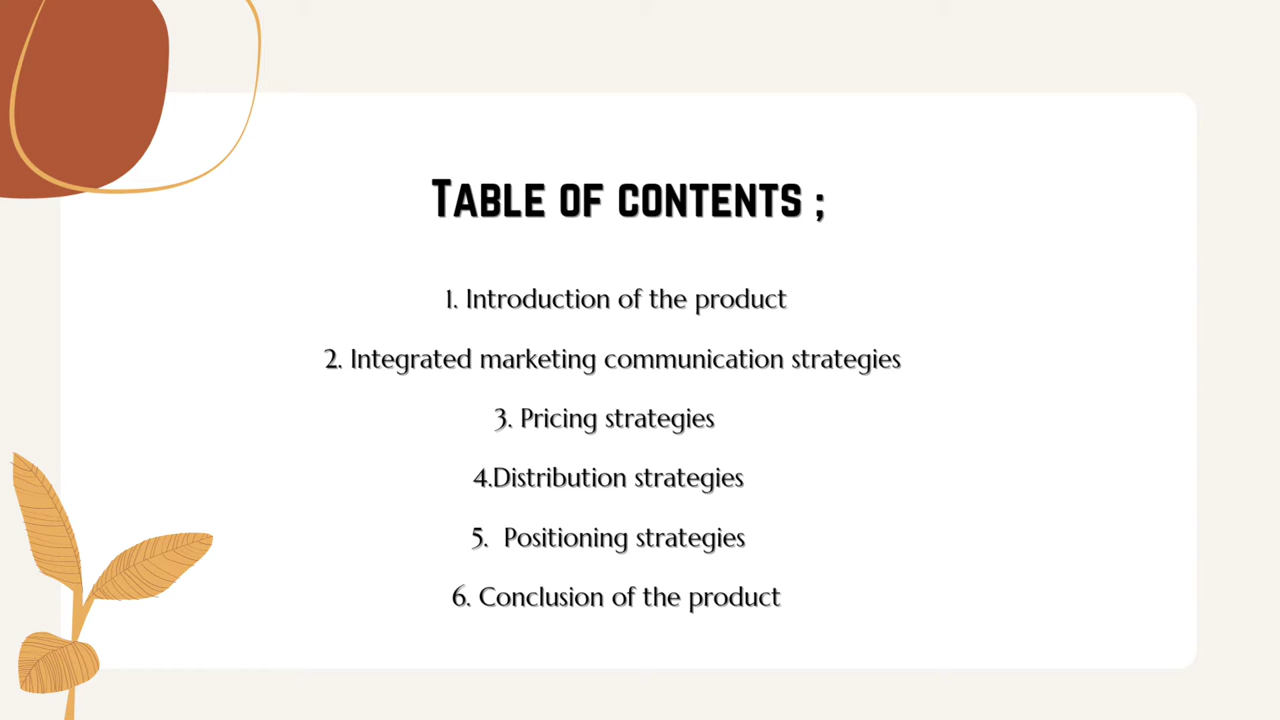 Table of contents ;
1. Introduction of the product
2. Integrated marketing communication strategies
3. Pricing strategies
4.Distribution strategies
5.  Positioning strategies
6. Conclusion of the product